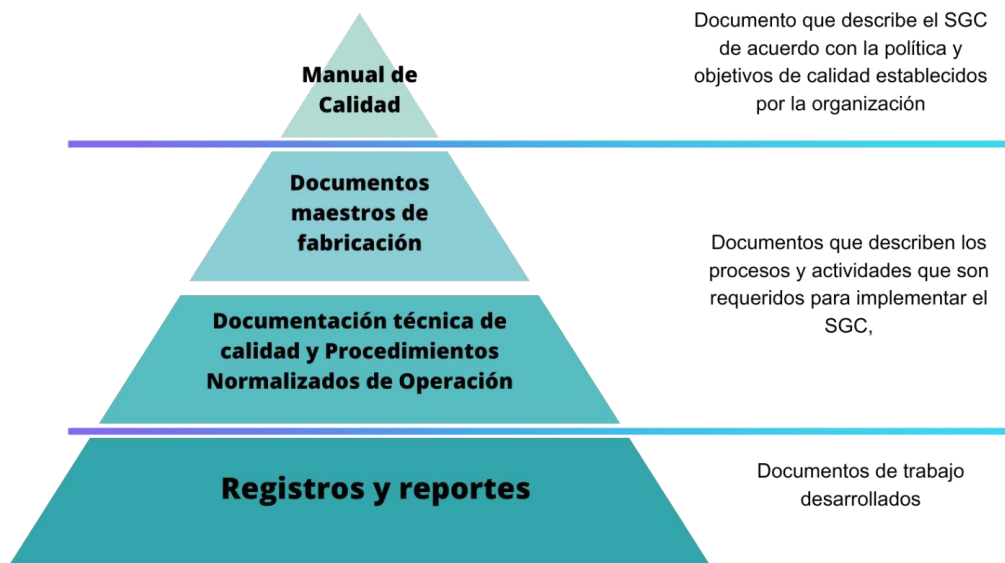 Manual de
Calidad
Documento que describe el SGC
de acuerdo con la política y
objetivos de calidad establecidos
por la organización
Documentos
maestros de
fabricación
Documentos que describen los
procesos y actividades que son
requeridos para implementar el
SGC,
Documentación técnica de
calidad y Procedimientos
Normalizados de Operación
Registros y reportes
Documentos de trabajo
desarrollados